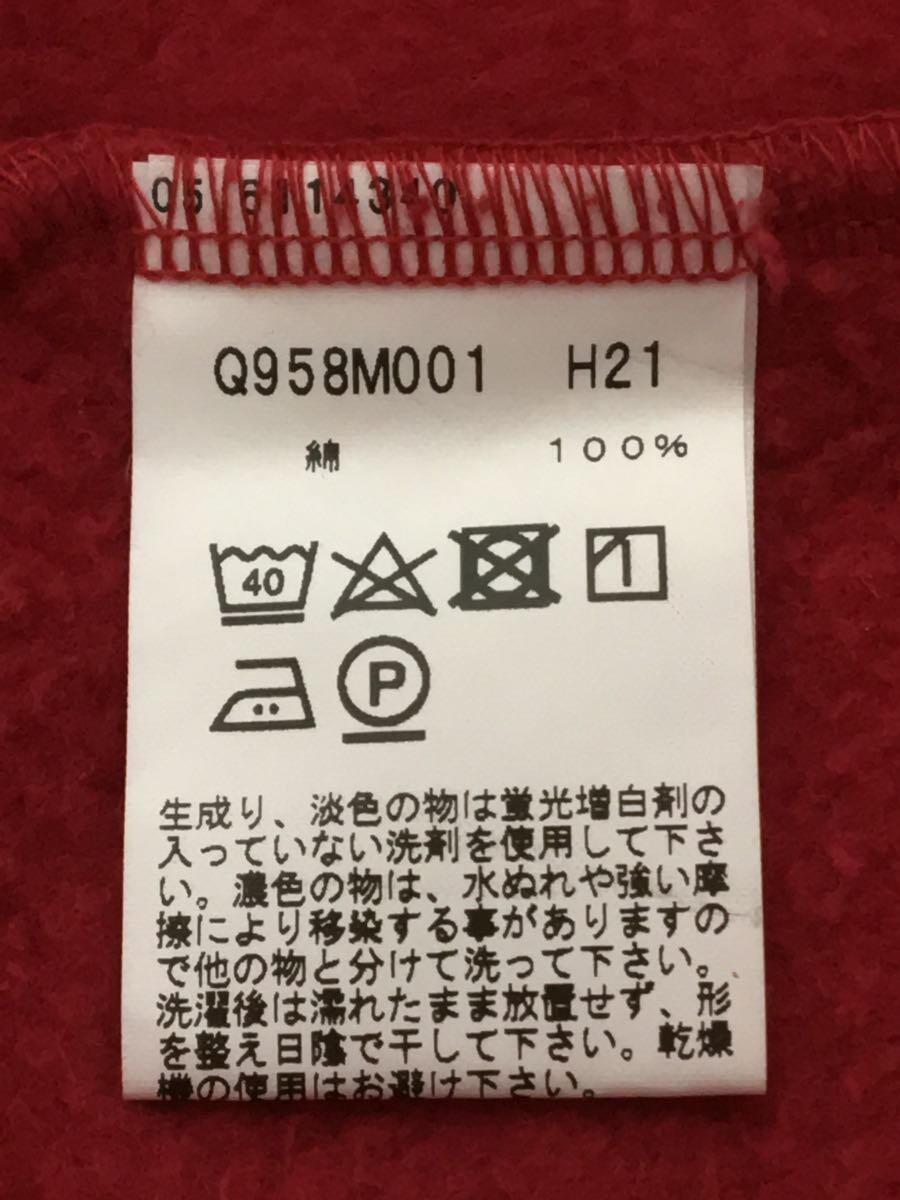 05 6114340
Q958M001 H21
綿 100%
40
P
生成り、淡色の物は蛍光増白剤の
入っていない洗剤を使用して下さ
い。濃色の物は、水ぬれや強い摩
擦により移染する事がありますの
で他の物と分けて洗って下さい。
洗濯後は濡れたまま放置せず、形
を整え日陰で干して下さい。乾燥
機の使用はお避け下さい。